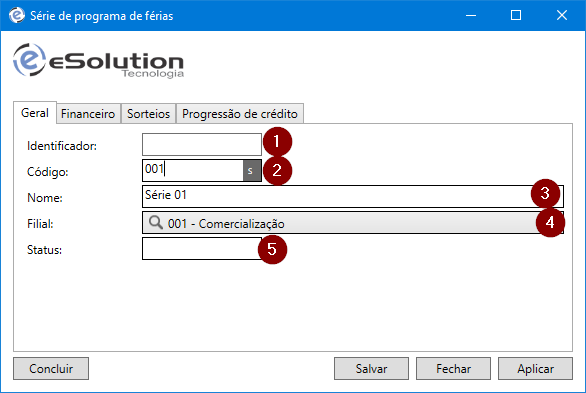 Série de programa de férias
eSolution
Tecnologia
Geral Financeiro Sorteios Progressão de crédito
Identificador: 1
Código: 001 s 2
Nome: Série 01 3
Filial: 001 - Comercialização 4
Status: 5
Concluir Salvar Fechar Aplicar